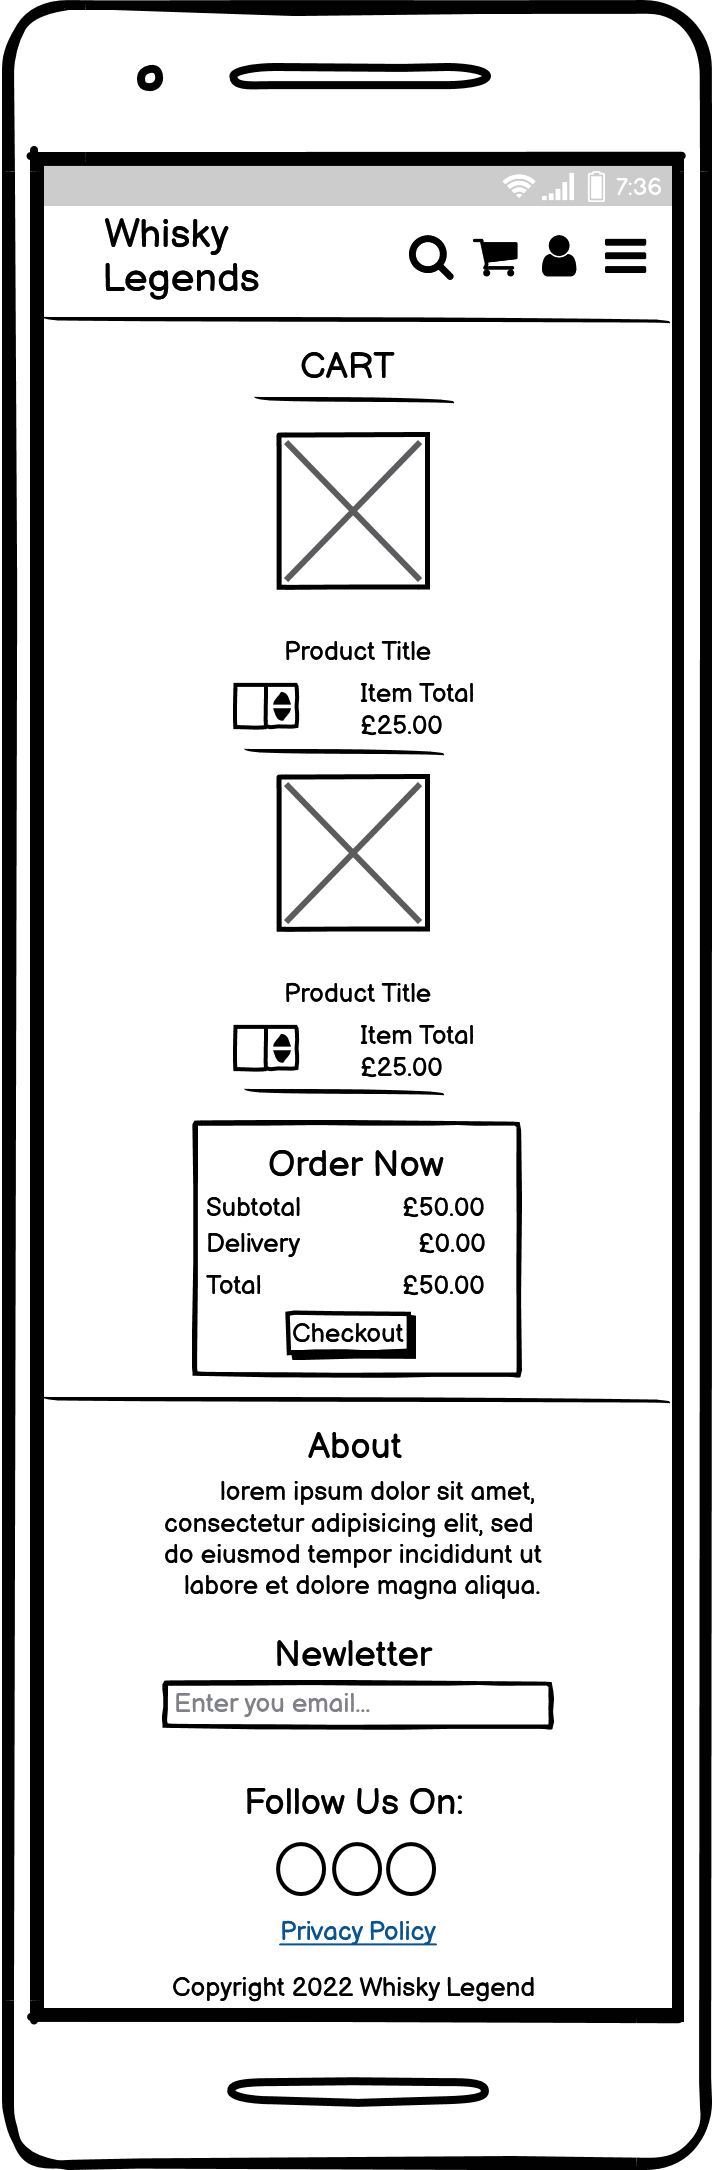 7:36
Whisky
Legends
CART
Product Title
Item Total
£25.00
Product Title
Item Total
£25.00
Order Now
Subtotal £50.00
Delivery £0.00
Total £50.00
Checkout
About
lorem ipsum dolor sit amet,
consectetur adipisicing elit, sed
do eiusmod tempor incididunt ut
labore et dolore magna aliqua.
Newletter
Enter you email...
Follow Us On:
Privacy Policy
Copyright 2022 Whisky Legend